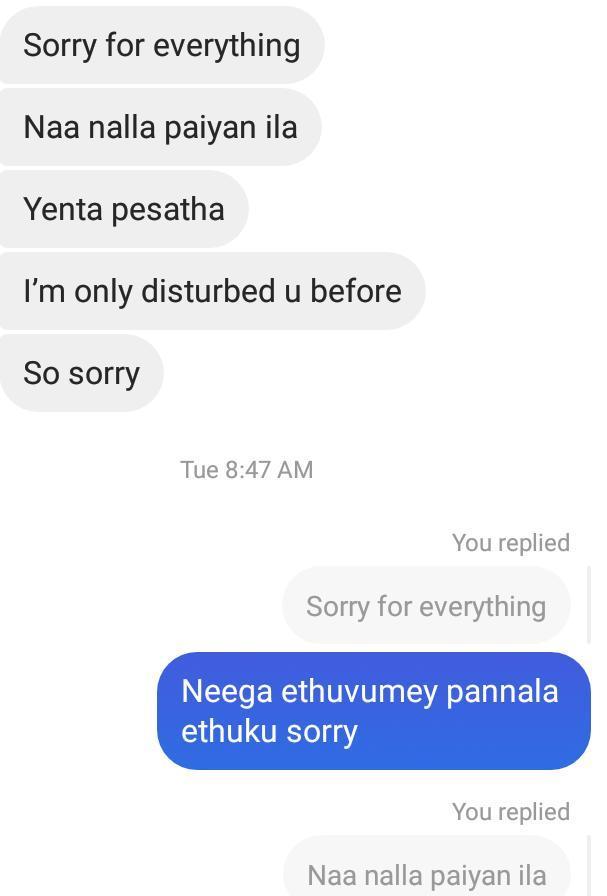 Sorry for everything
Naa nalla paiyan ila
Yenta pesatha
I'm only disturbed u before
So sorry
Tue 8:47 AM
You replied
Sorry for everything
Neega ethuvumey pannala
ethuku sorry
You replied
Naa nalla paiyan ila